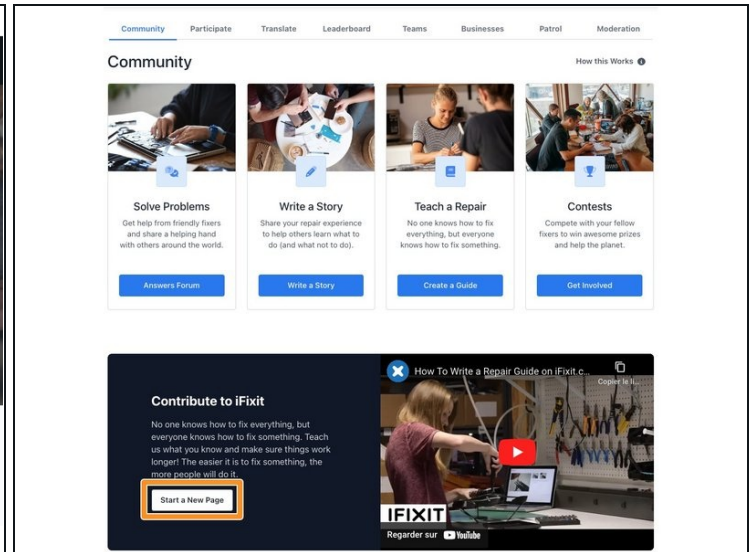 Community Participate Translate Leaderboard Teams Businesses Patrol Moderation
Community
How this Works
Solve Problems
Get help from friendly fixers
and share a helping hand
with others around the world.
Answers Forum
Write a Story
Share your repair experience
to help others learn what to
do (and what not to do).
Write a Story
Teach a Repair
No one knows how to fix
everything, but everyone
knows how to fix something.
Create a Guide
Contests
Compete with your fellow
fixers to win awesome prizes
and help the planet.
Get Involved
Contribute to iFixit
No one knows how to fix everything, but
everyone knows how to fix something. Teach
us what you know and make sure things work
longer! The easier it is to fix something, the
more people will do it.
Start a New Page
How To Write a Repair Guide on iFixit.c...
Copier le li...
IFIXIT
Regarder sur YouTube